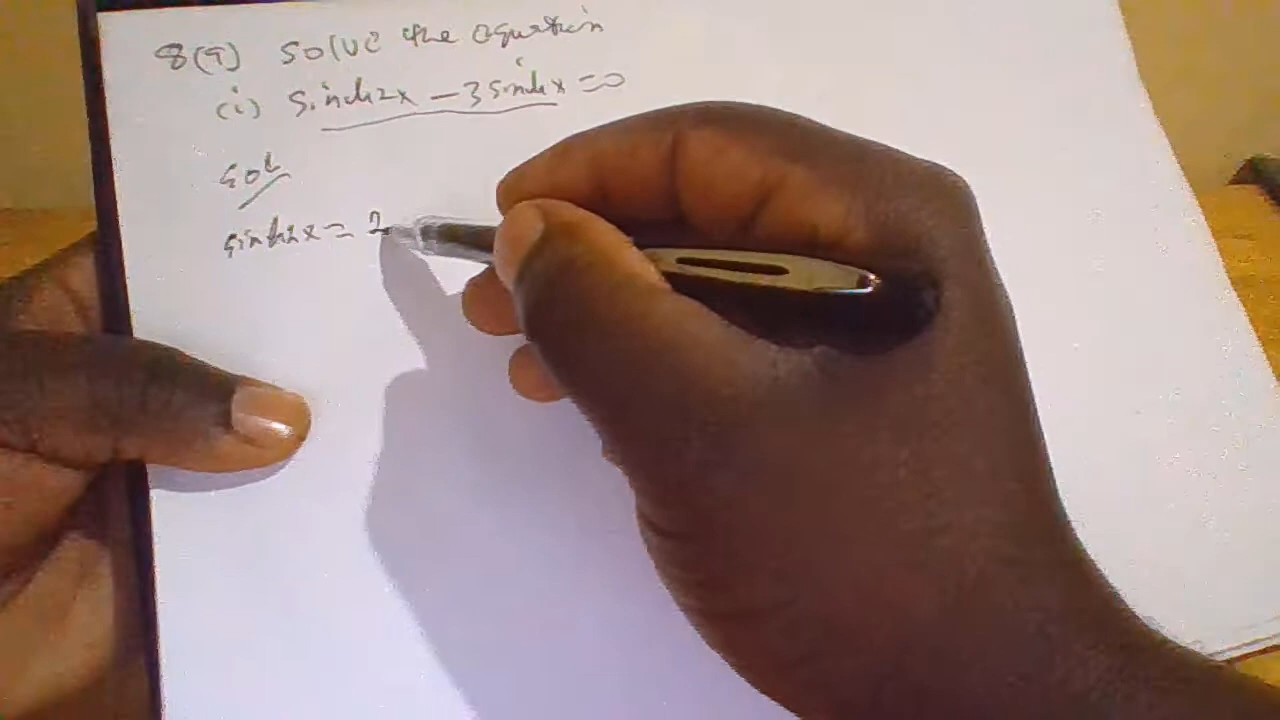 8(9) SOLVE the equation
(i) Sinh2x - 3sinhx = 0
Sol
sinh2x = 2